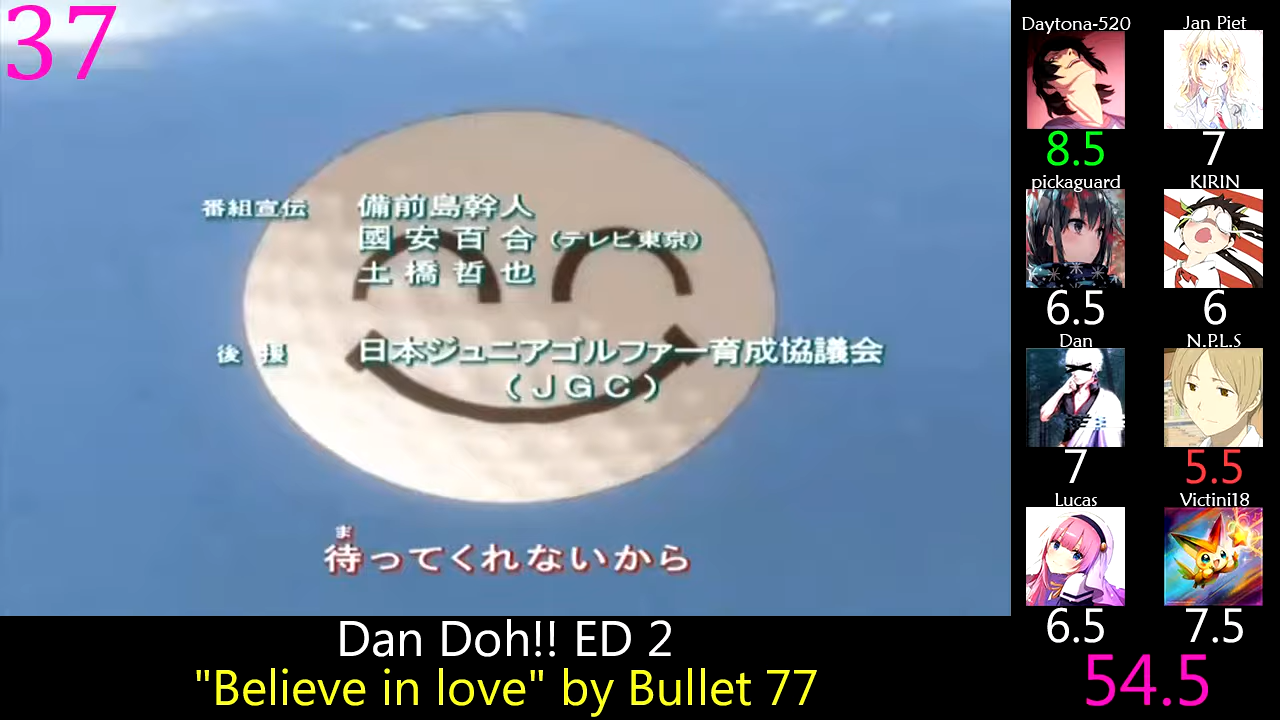 37
番組宣伝 備前島幹人
國安百合（テレビ東京）
土橋哲也
後援 日本ジュニアゴルファー育成協議会
（JGC）
ま
待ってくれないから
Dan Doh!! ED 2
"Believe in love" by Bullet 77
Daytona-520 Jan Piet
8.5 7
pickaguard KIRIN
6.5 6
Dan N.P.L.S
7 5.5
Lucas Victini18
6.5 7.5
54.5